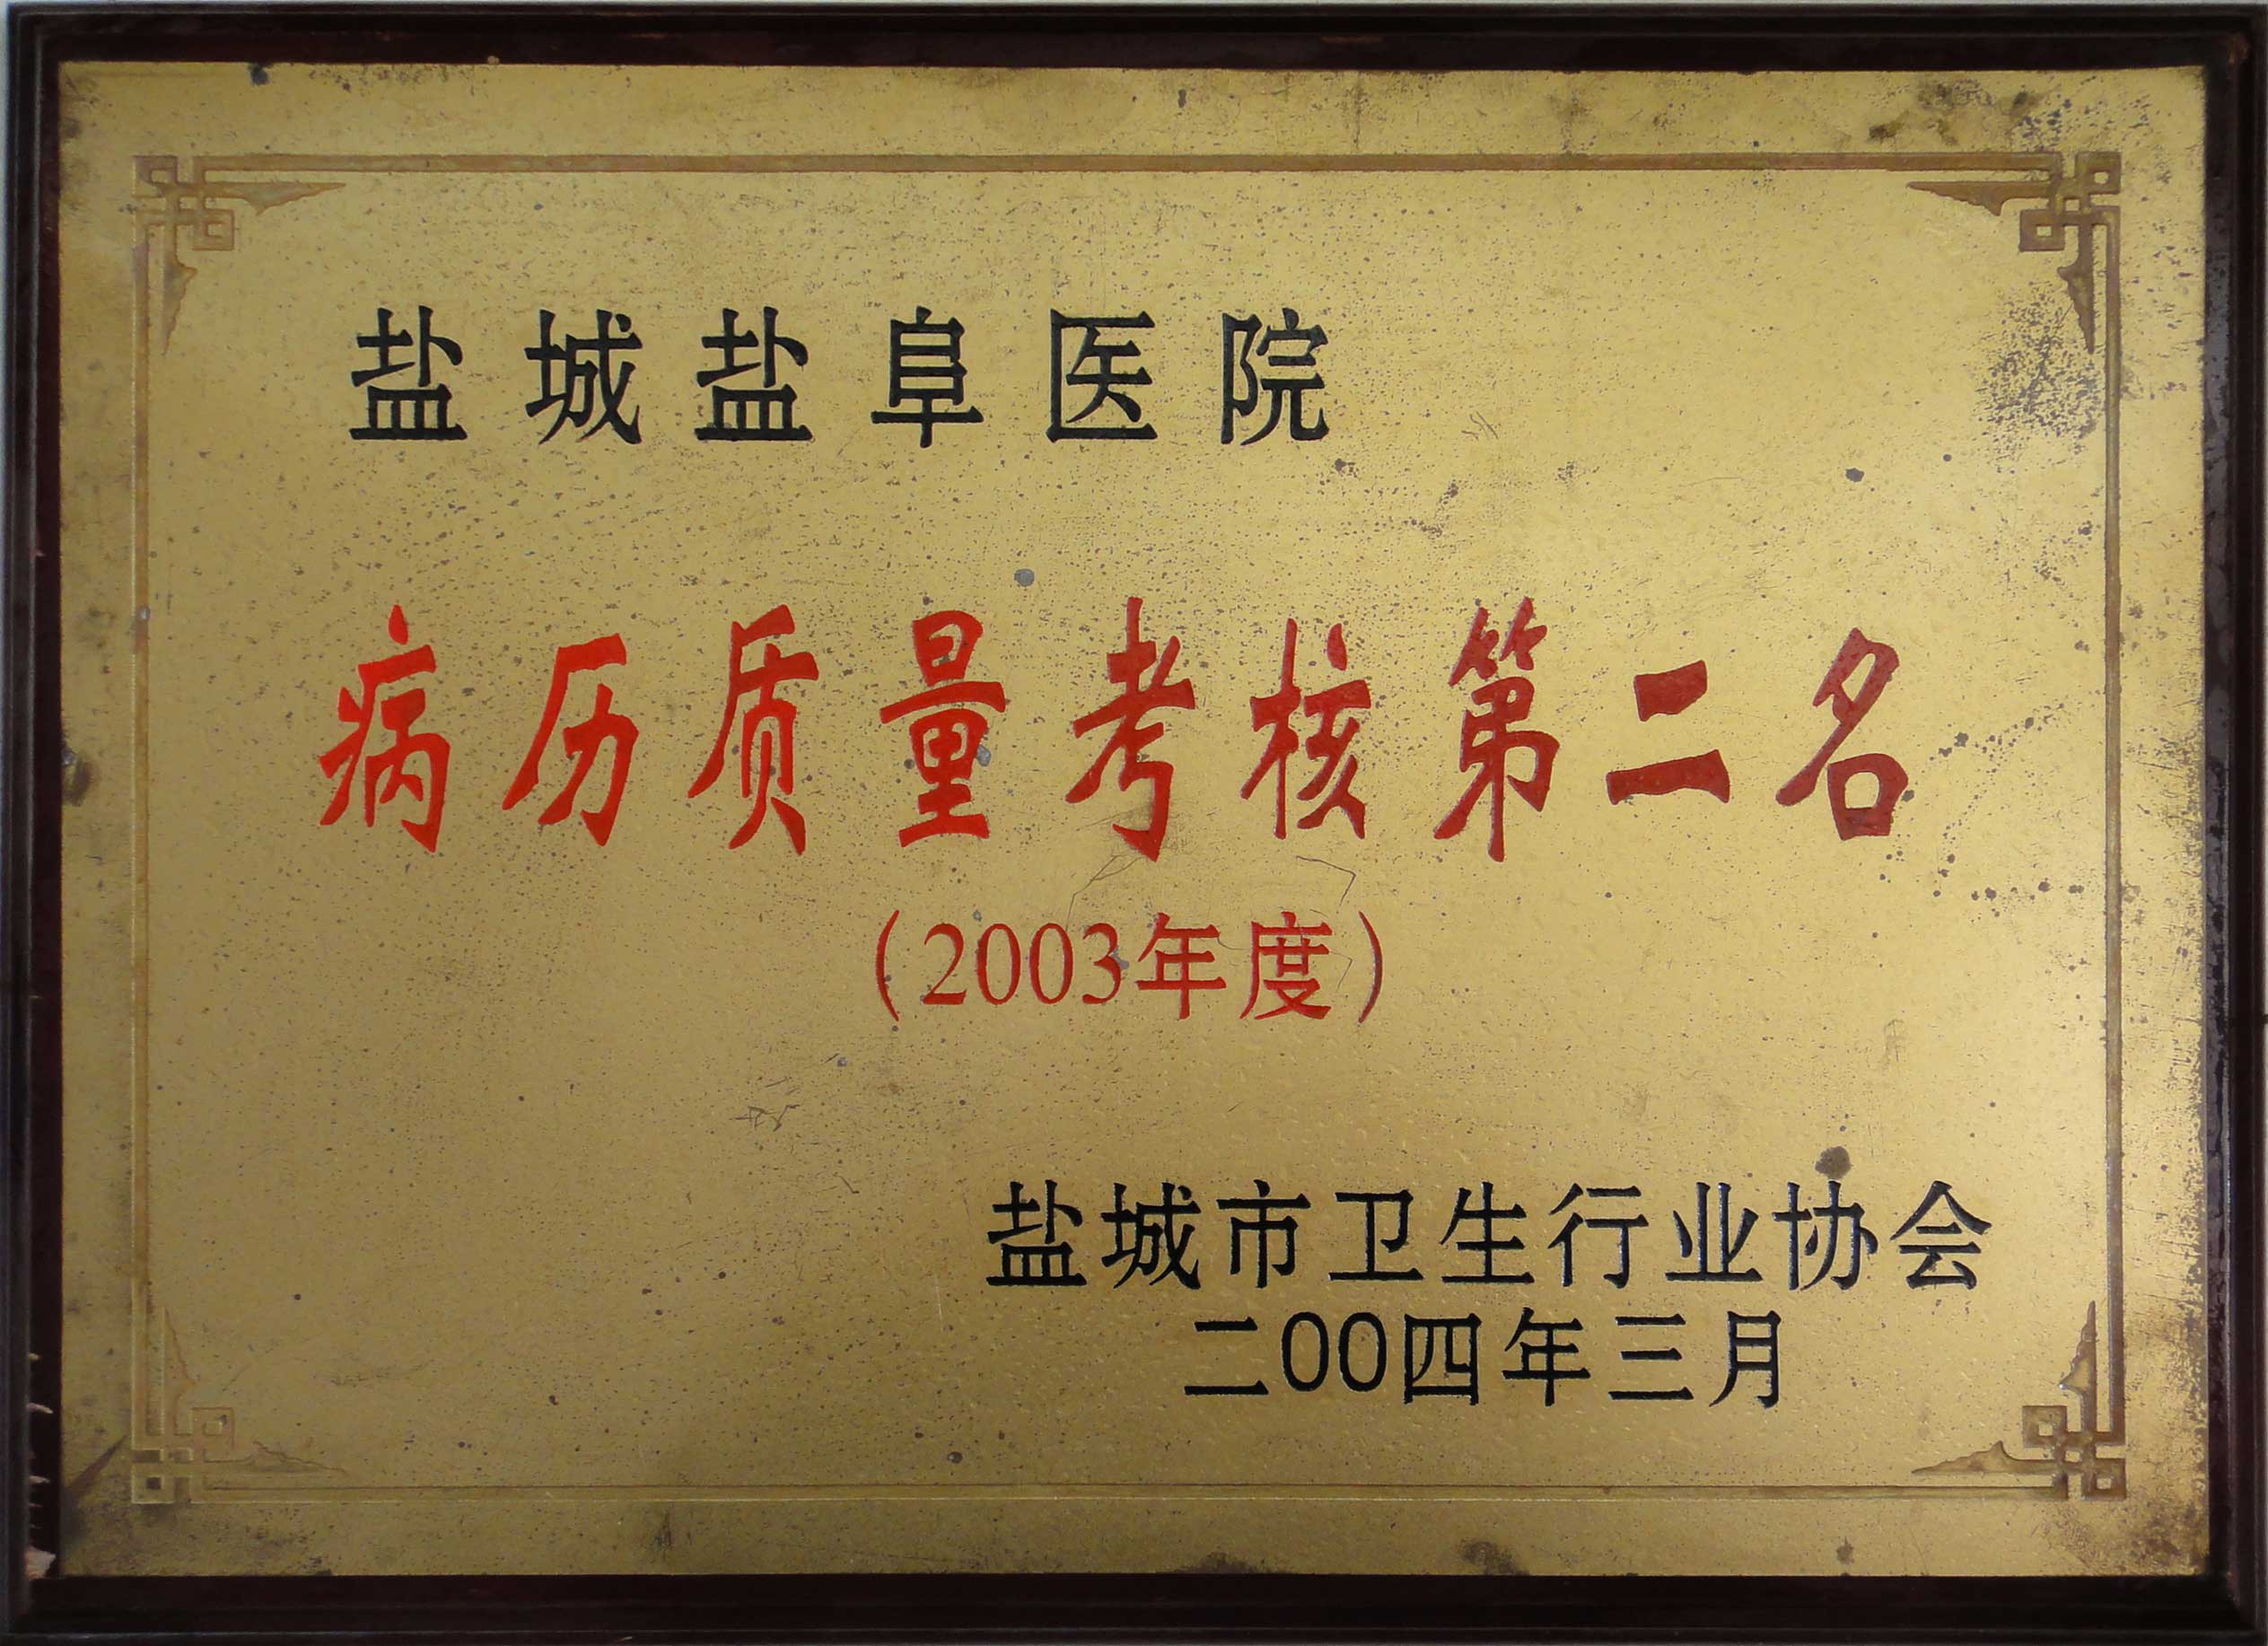 盐城盐阜医院
病历质量考核第二名
（2003年度）
盐城市卫生行业协会
二00四年三月